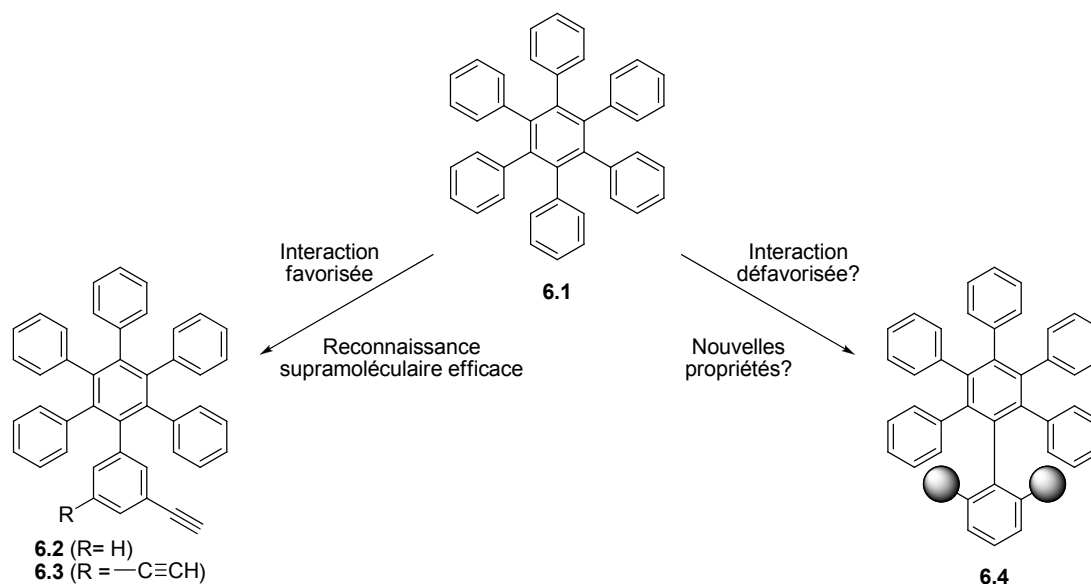 Interaction
favorisée
Reconnaissance
supramoléculaire efficace
6.1
Interaction
défavorisée?
Nouvelles
propriétés?
R
6.2 (R= H)
6.3 (R = —C≡CH)
6.4